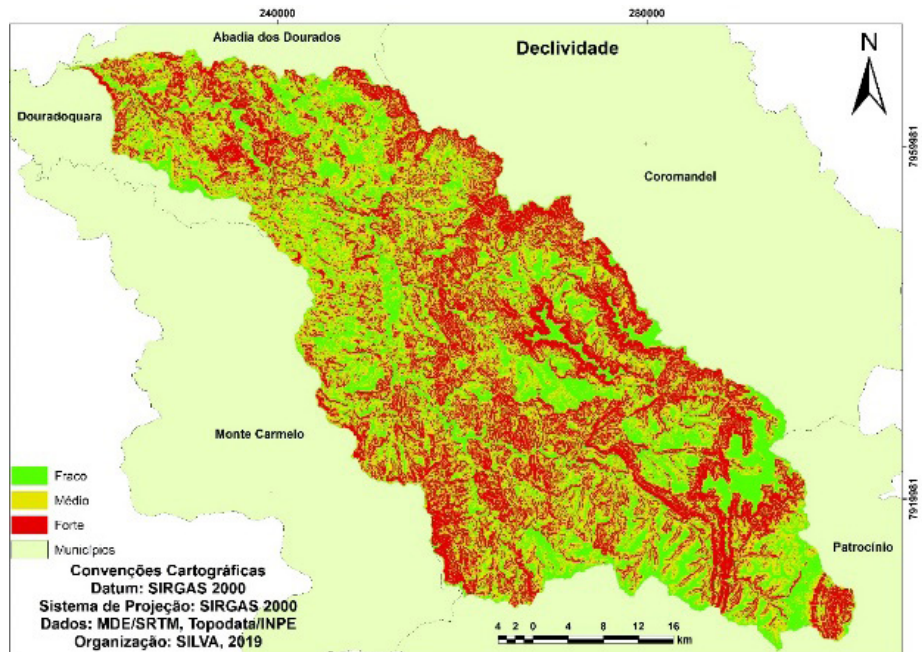 240000 280000
Abadia dos Dourados
Declividade
N
Douradoquara
7959981
Coromandel
Monte Carmelo
Fraco
Médio
Forte
Municípios
7919981
Patrocínio
Convenções Cartográficas
Datum: SIRGAS 2000
Sistema de Projeção: SIRGAS 2000
Dados: MDE/SRTM, Topodata/INPE
Organização: SILVA, 2019
4 2 0 4 8 12 16
km